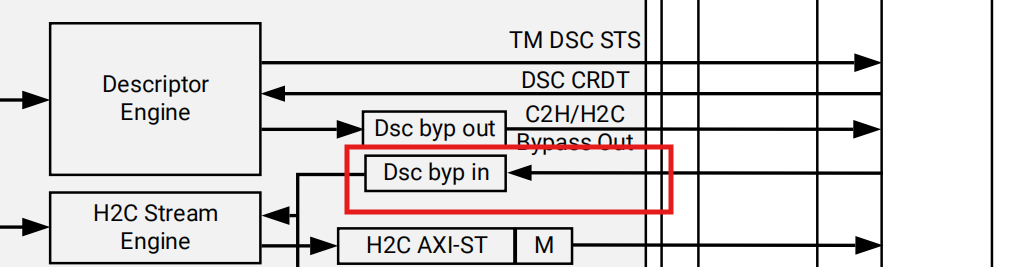 TM DSC STS
DSC CRDT
Descriptor
Engine
C2H/H2C
Bypass Out
Dsc byp out
Dsc byp in
H2C Stream
Engine
H2C AXI-ST
M